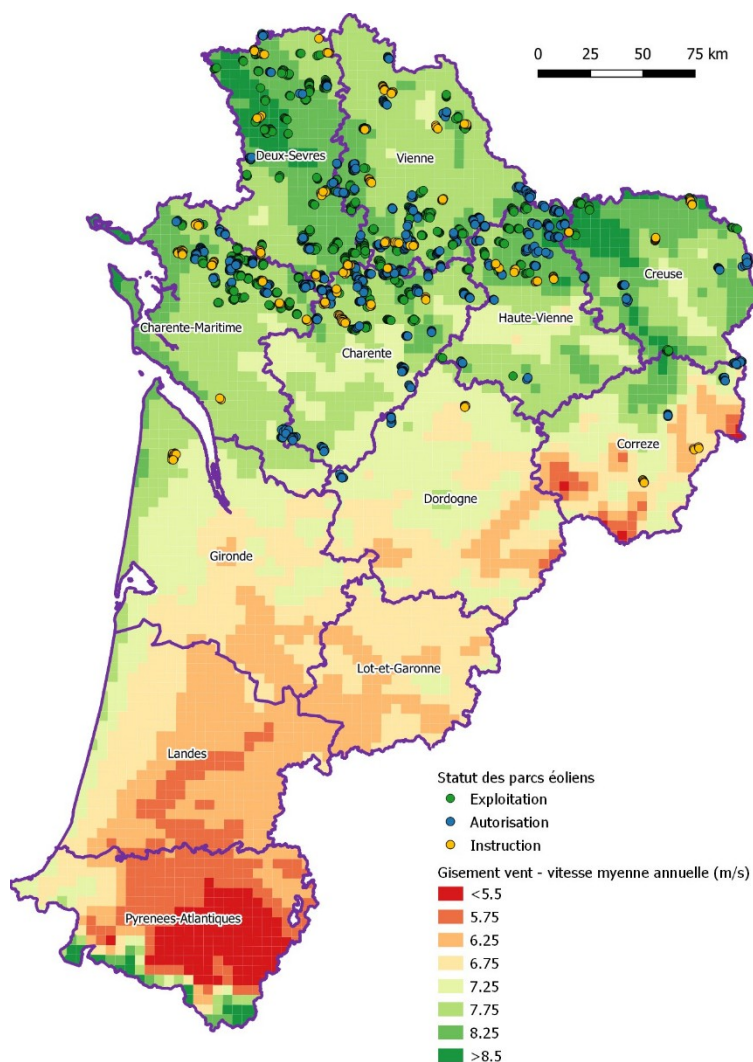 0 25 50 75 km
Deux-Sevres
Vienne
Creuse
Haute-Vienne
Charente-Maritime
Charente
Correze
Dordogne
Gironde
Lot-et-Garonne
Landes
Pyrenees-Atlantiques
Statut des parcs éoliens
Exploitation
Autorisation
Instruction
Gisement vent - vitesse myenne annuelle (m/s)
<5.5
5.75
6.25
6.75
7.25
7.75
8.25
>8.5